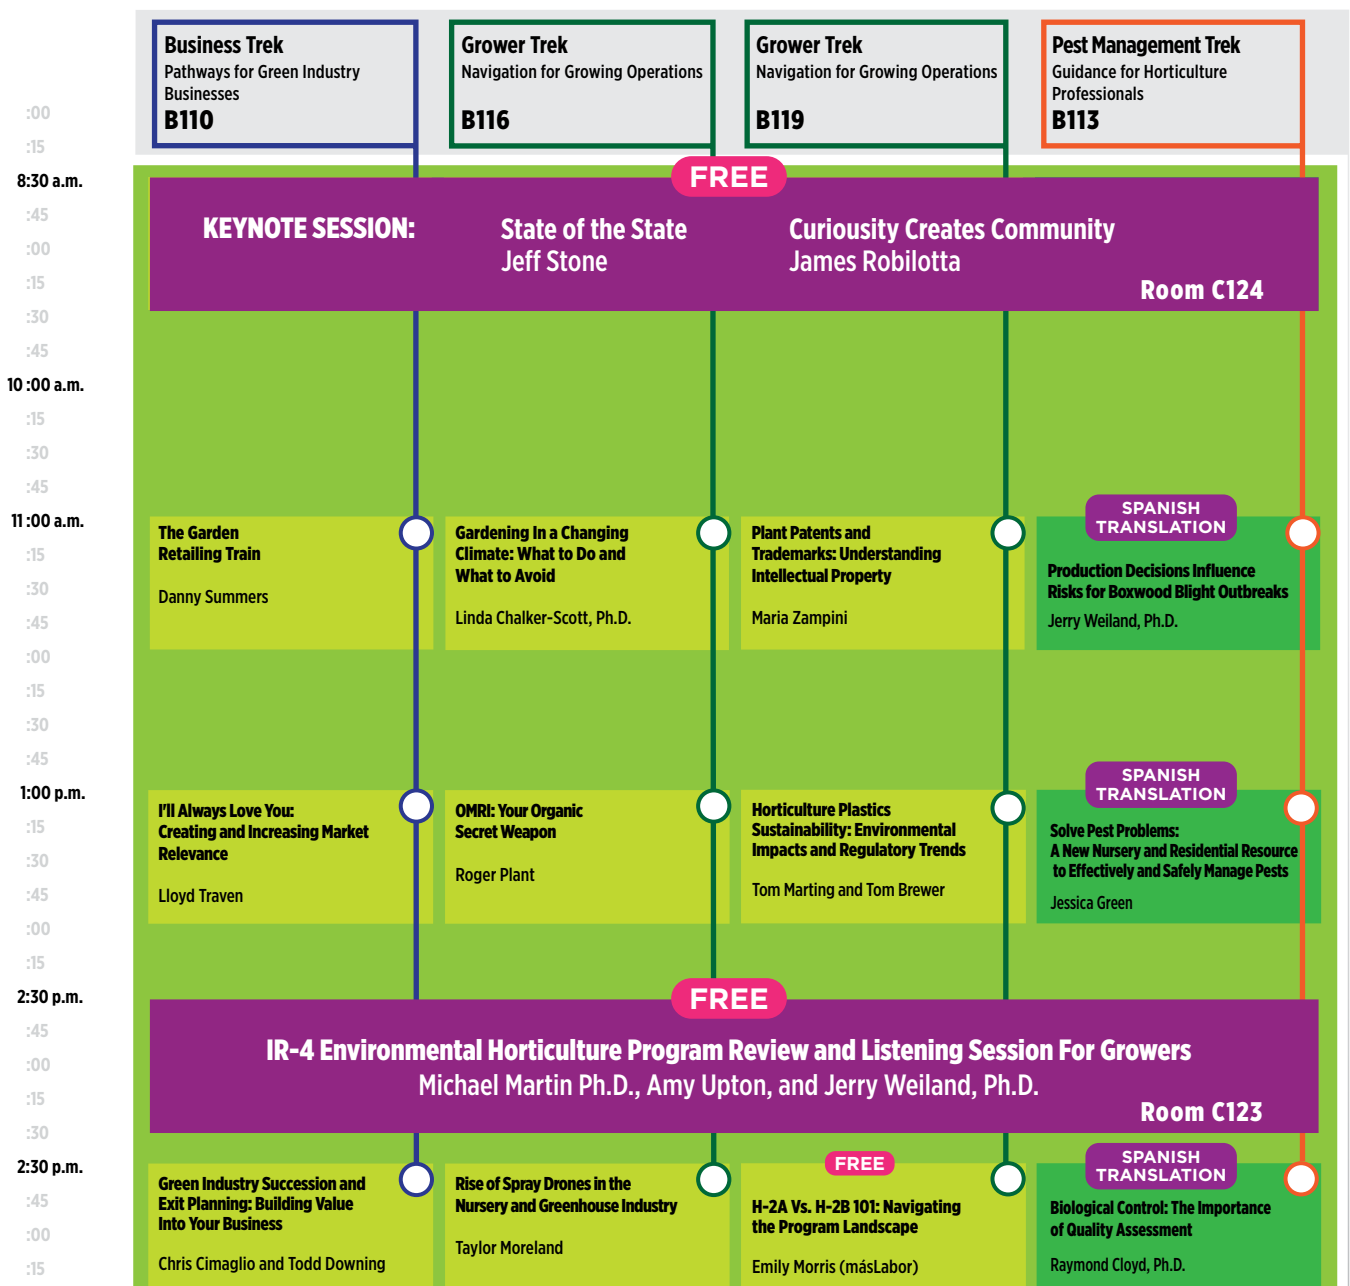 Business Trek
Pathways for Green Industry
Businesses
B110
Grower Trek
Navigation for Growing Operations
B116
Grower Trek
Navigation for Growing Operations
B119
Pest Management Trek
Guidance for Horticulture
Professionals
B113
:00
:15
8:30 a.m.
:45
:00
:15
:30
:45
10:00 a.m.
:15
:30
:45
11:00 a.m.
:15
:30
:45
:00
:15
:30
:45
1:00 p.m.
:15
:30
:45
:00
:15
2:30 p.m.
:45
:00
:15
:30
2:30 p.m.
:45
:00
:15
FREE
KEYNOTE SESSION:
State of the State
Jeff Stone
Curiousity Creates Community
James Robilotta
Room C124
The Garden
Retailing Train
Danny Summers
Gardening In a Changing
Climate: What to Do and
What to Avoid
Linda Chalker-Scott, Ph.D.
Plant Patents and
Trademarks: Understanding
Intellectual Property
Maria Zampini
SPANISH
TRANSLATION
Production Decisions Influence
Risks for Boxwood Blight Outbreaks
Jerry Weiland, Ph.D.
I'll Always Love You:
Creating and Increasing Market
Relevance
Lloyd Traven
OMRI: Your Organic
Secret Weapon
Roger Plant
Horticulture Plastics
Sustainability: Environmental
Impacts and Regulatory Trends
Tom Marting and Tom Brewer
SPANISH
TRANSLATION
Solve Pest Problems:
A New Nursery and Residential Resource
to Effectively and Safely Manage Pests
Jessica Green
FREE
IR-4 Environmental Horticulture Program Review and Listening Session For Growers
Michael Martin Ph.D., Amy Upton, and Jerry Weiland, Ph.D.
Room C123
Green Industry Succession and
Exit Planning: Building Value
Into Your Business
Chris Cimaglio and Todd Downing
Rise of Spray Drones in the
Nursery and Greenhouse Industry
Taylor Moreland
FREE
H-2A Vs. H-2B 101: Navigating
the Program Landscape
Emily Morris (másLabor)
SPANISH
TRANSLATION
Biological Control: The Importance
of Quality Assessment
Raymond Cloyd, Ph.D.